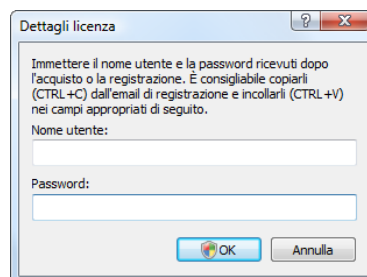 Dettagli licenza
Immettere il nome utente e la password ricevuti dopo
l'acquisto o la registrazione. È consigliabile copiarli
(CTRL+C) dall'email di registrazione e incollarli (CTRL+V)
nei campi appropriati di seguito.
Nome utente:
Password:
OK
Annulla